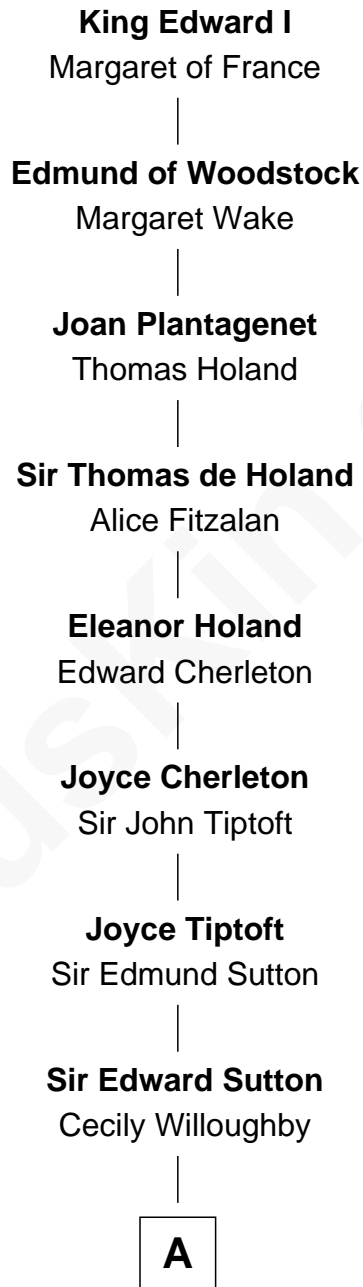 King Edward I
Margaret of France
Edmund of Woodstock
Margaret Wake
Joan Plantagenet
Thomas Holand
Sir Thomas de Holand
Alice Fitzalan
Eleanor Holand
Edward Cherleton
Joyce Cherleton
Sir John Tiptoft
Joyce Tiptoft
Sir Edmund Sutton
Sir Edward Sutton
Cecily Willoughby
A